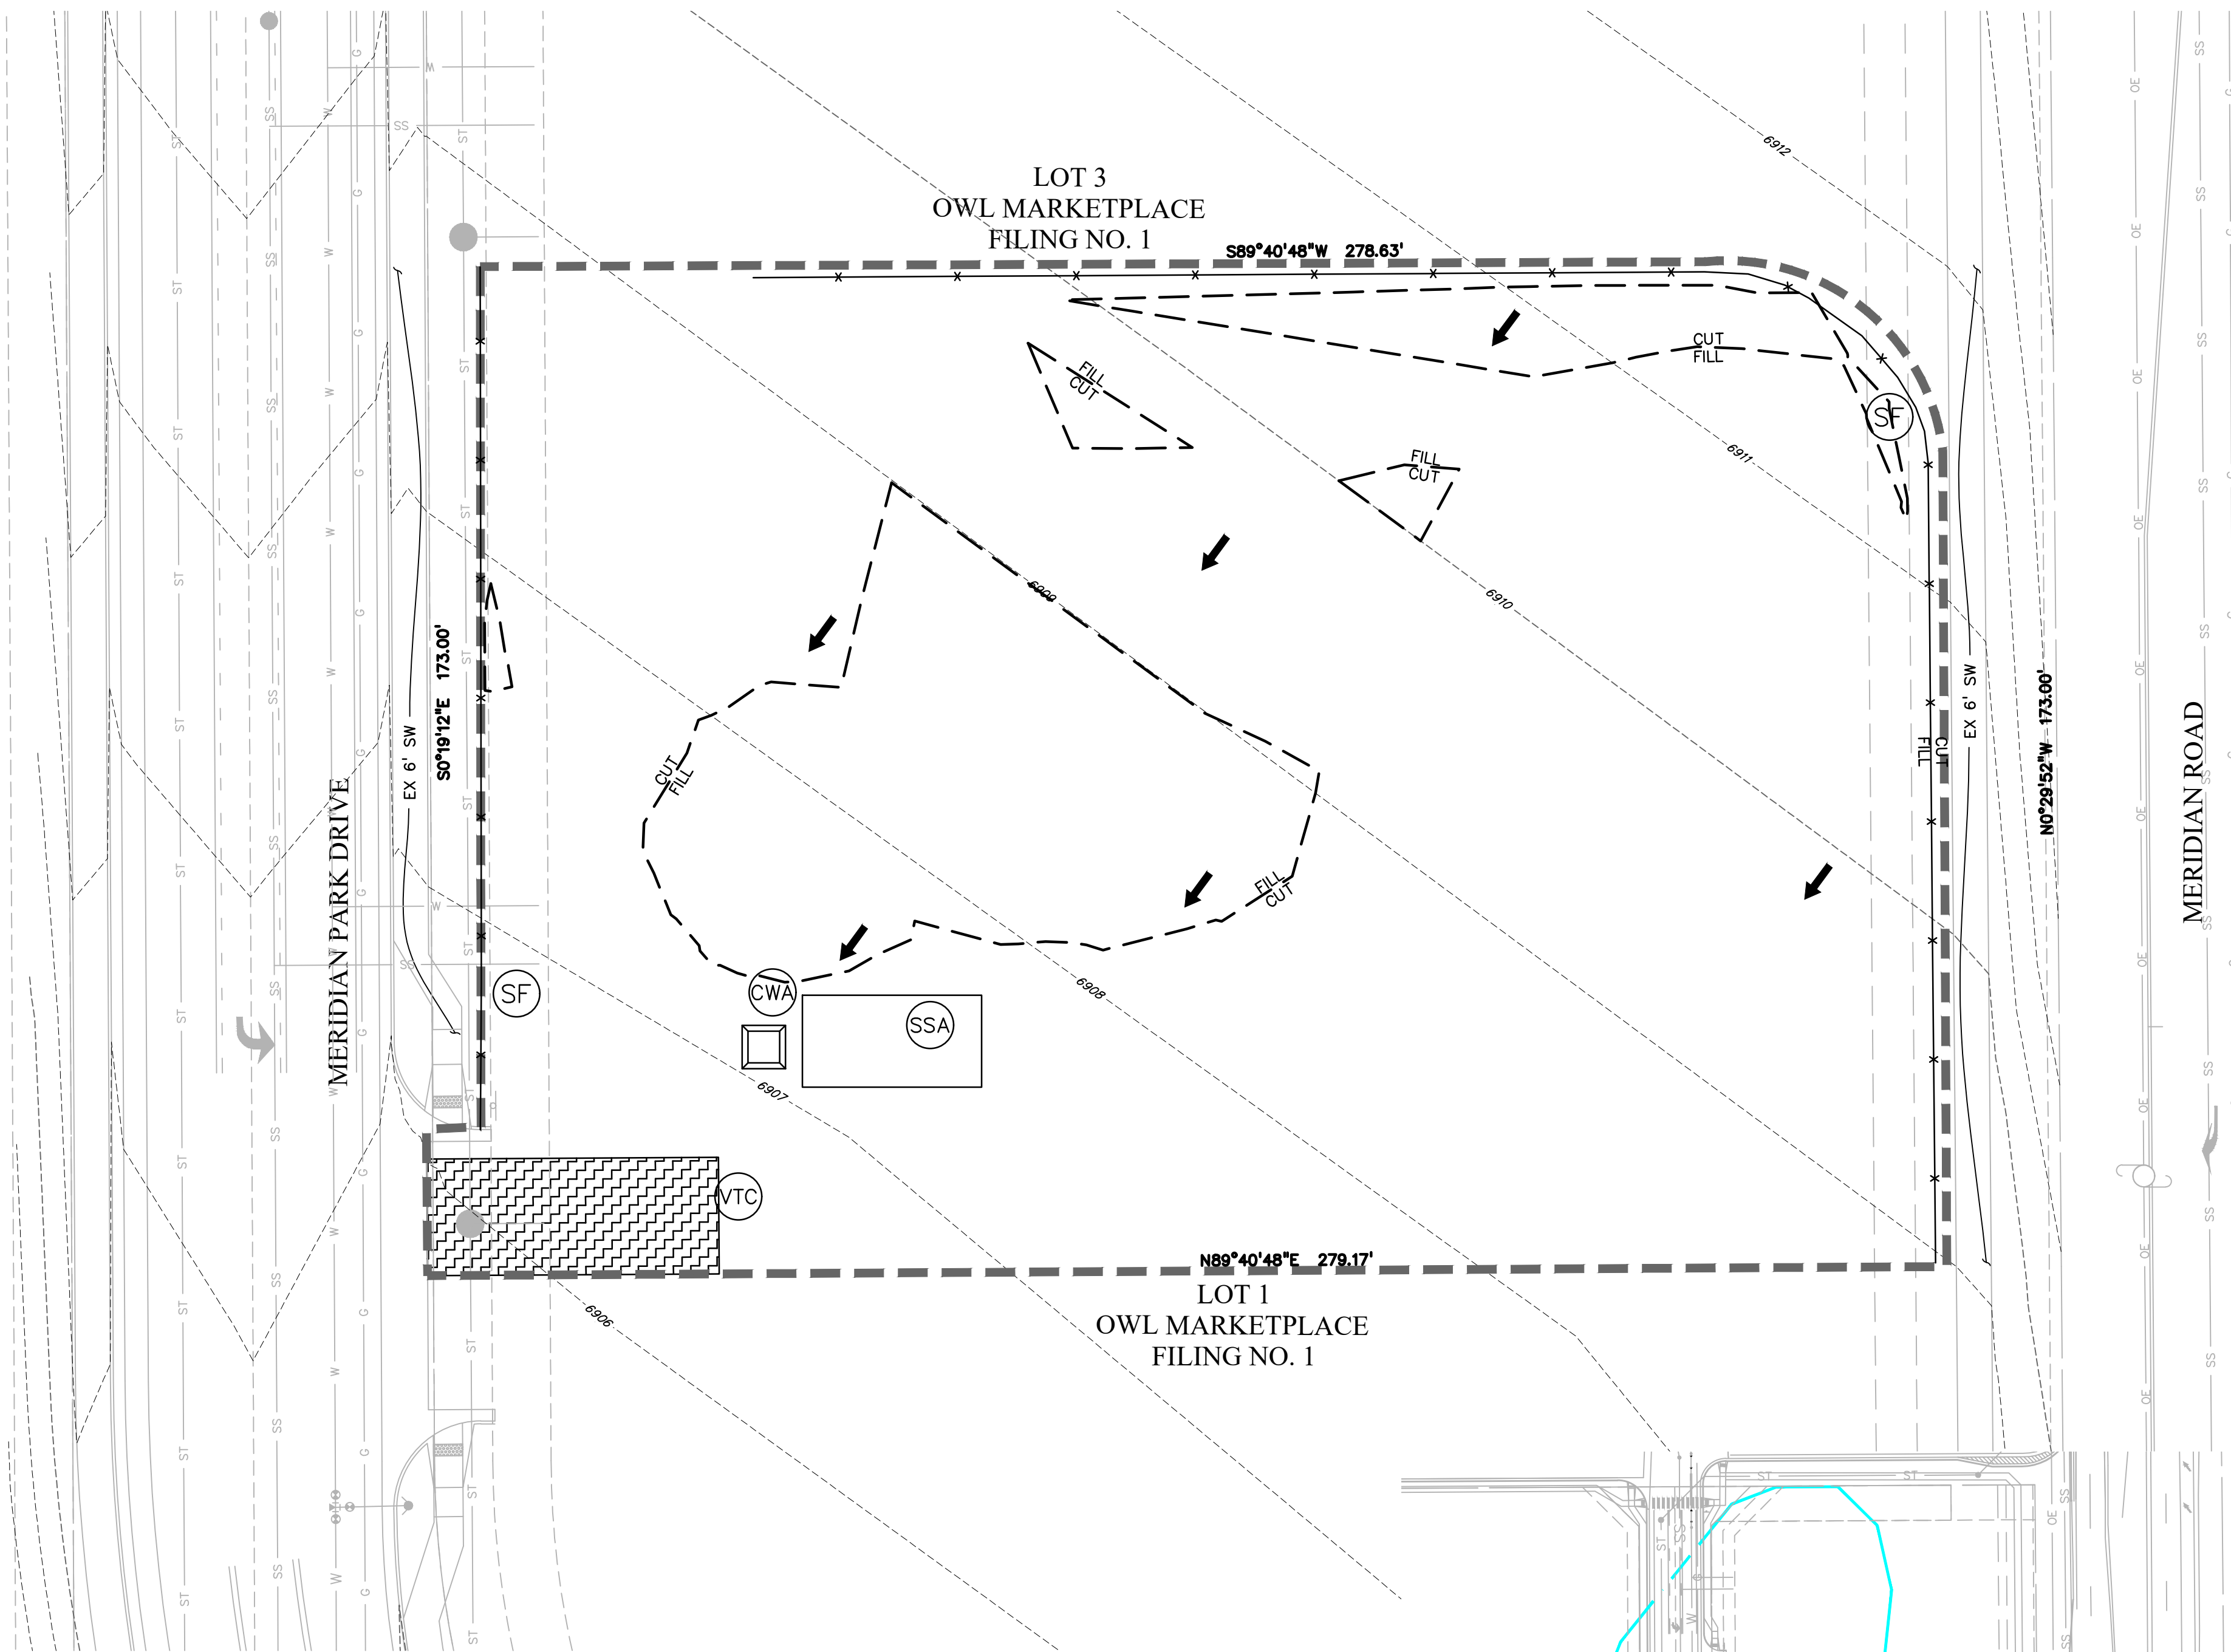 LOT 3
OWL MARKETPLACE
FILING NO. 1
S89°40'48"W 278.63'
6912
CUT
FILL
FILL
CUT
SF
FILL
CUT
6911
6909
6910
S0°19'12"E 173.00'
EX 6' SW
MERIDIAN PARK DRIVE
CUT
FILL
CUT
FILL
EX 6' SW
N0°29'52"W 173.00'
MERIDIAN ROAD
FILL
CUT
SF
CWA
SSA
6908
6907
VTC
N89°40'48"E 279.17'
LOT 1
OWL MARKETPLACE
FILING NO. 1
6906
ST
SS
W
G
OE